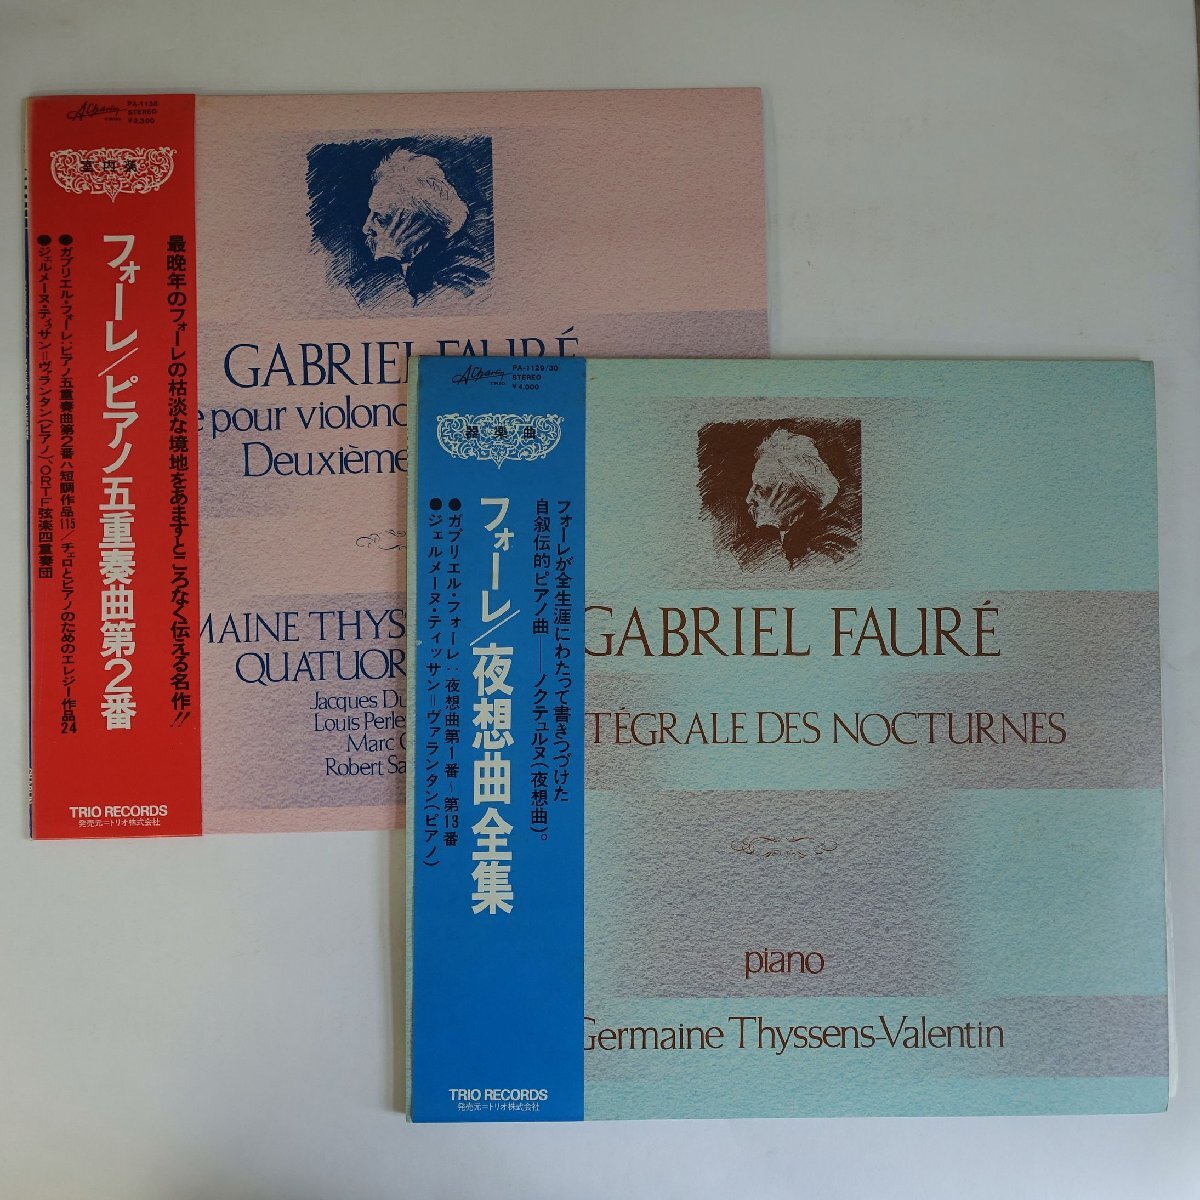 ACharlin
TRIO
PA-1138
STEREO
¥2,300
室内楽
最晩年のフォーレの枯淡な境地をあますところなく伝える名作!!
フォーレ/ピアノ五重奏曲第2番
●ガブリエル・フォーレ:ピアノ五重奏曲第2番ハ短調作品115/チェロとピアノのためのエレジー作品24
●ジェルメーヌ・ティッサン=ヴァランタン(ピアノ)、ORTF弦楽四重奏団
TRIO RECORDS
発売元=トリオ株式会社
GABRIEL FAURÉ
e pour violonc
Deuxième
MAINE THYS
QUATUOR
Jacques Du
Louis Perle
Marc C
Robert Sa
ACharlin
TRIO
PA-1129/30
STEREO
¥4,000
器楽曲
フォーレが全生涯にわたって書きつづけた
自叙伝的ピアノ曲──ノクテュルヌ(夜想曲)。
フォーレ/夜想曲全集
●ガブリエル・フォーレ:夜想曲第1番~第13番
●ジェルメーヌ・ティッサン=ヴァランタン(ピアノ)
TRIO RECORDS
発売元=トリオ株式会社
GABRIEL FAURÉ
TÉGRALE DES NOCTURNES
piano
Germaine Thyssens-Valentin